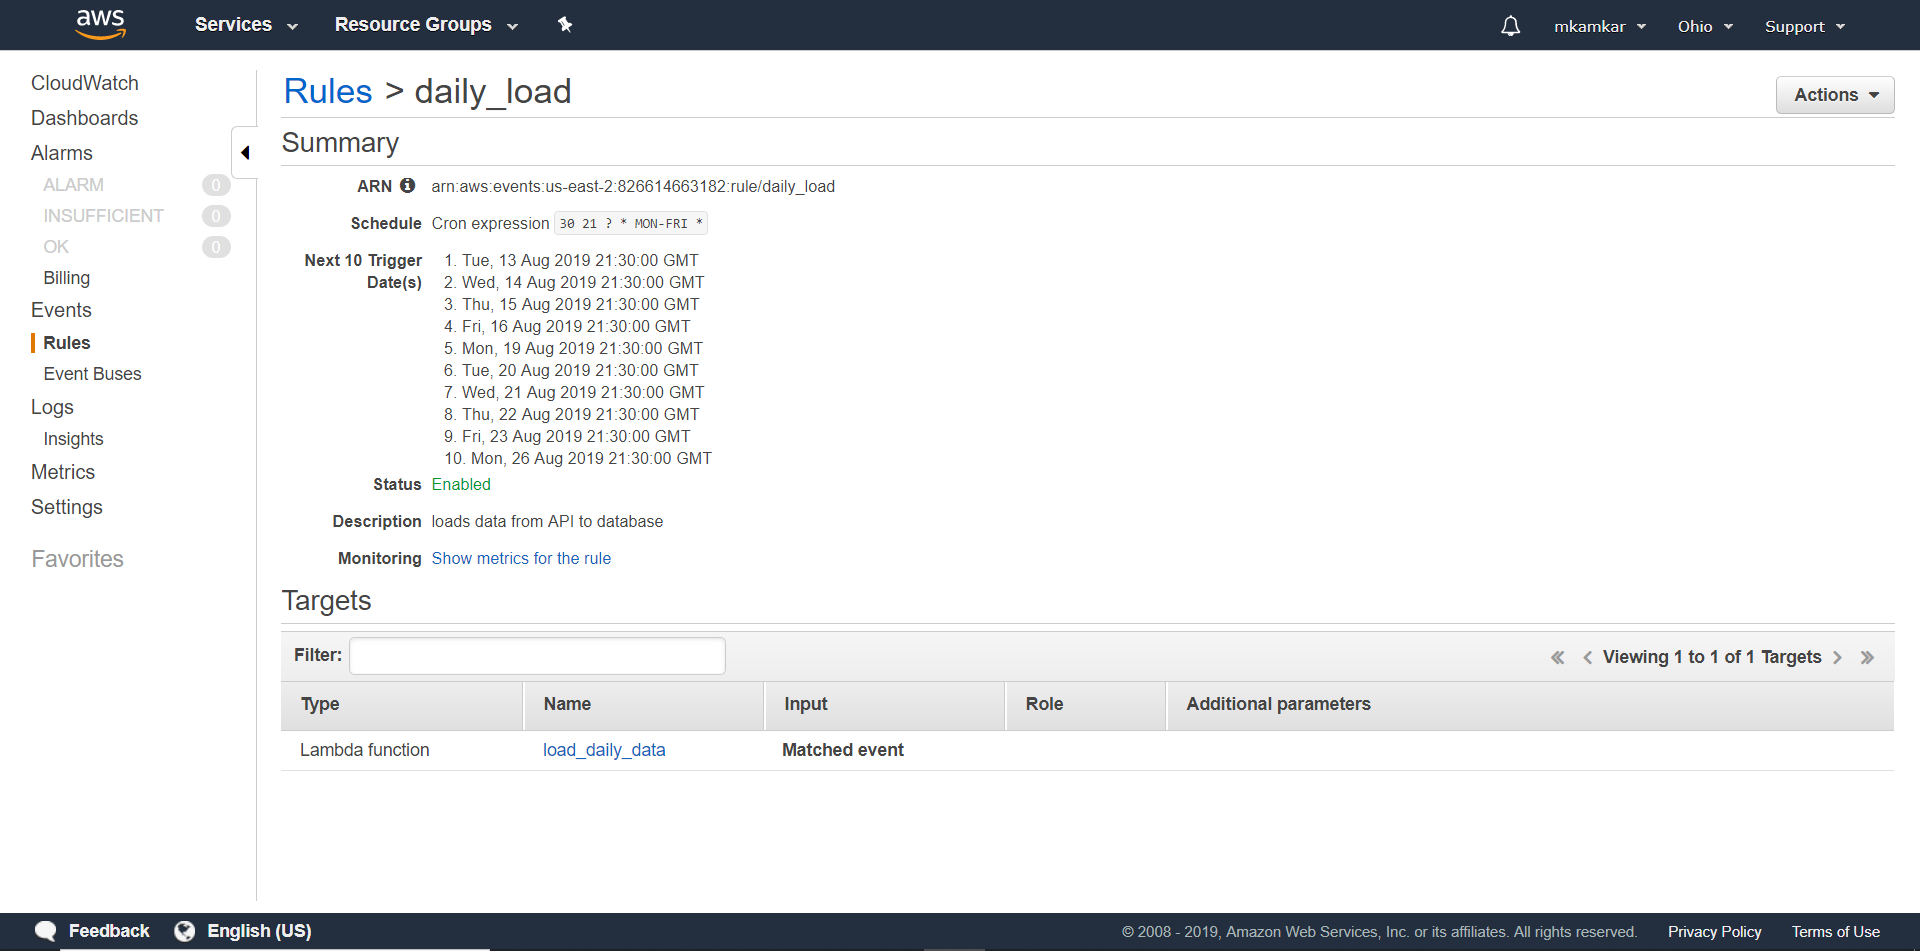 aws Services Resource Groups mkamkar Ohio Support
CloudWatch
Dashboards
Alarms
ALARM 0
INSUFFICIENT 0
OK 0
Billing
Events
Rules
Event Buses
Logs
Insights
Metrics
Settings
Favorites
Rules > daily_load
Actions
Summary
ARN arn:aws:events:us-east-2:826614663182:rule/daily_load
Schedule Cron expression 30 21 ? * MON-FRI *
Next 10 Trigger Date(s)
1. Tue, 13 Aug 2019 21:30:00 GMT
2. Wed, 14 Aug 2019 21:30:00 GMT
3. Thu, 15 Aug 2019 21:30:00 GMT
4. Fri, 16 Aug 2019 21:30:00 GMT
5. Mon, 19 Aug 2019 21:30:00 GMT
6. Tue, 20 Aug 2019 21:30:00 GMT
7. Wed, 21 Aug 2019 21:30:00 GMT
8. Thu, 22 Aug 2019 21:30:00 GMT
9. Fri, 23 Aug 2019 21:30:00 GMT
10. Mon, 26 Aug 2019 21:30:00 GMT
Status Enabled
Description loads data from API to database
Monitoring Show metrics for the rule
Targets
Filter: « < Viewing 1 to 1 of 1 Targets > »
Type Name Input Role Additional parameters
Lambda function load_daily_data Matched event
Feedback English (US) © 2008 - 2019, Amazon Web Services, Inc. or its affiliates. All rights reserved. Privacy Policy Terms of Use